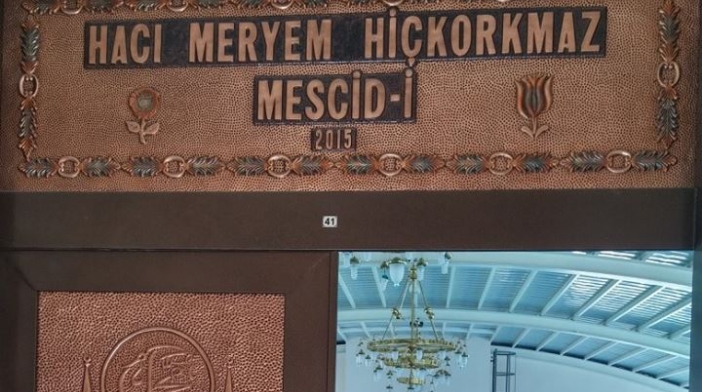 HACI MERYEM HİÇKORKMAZ
MESCİD-İ
2015
41